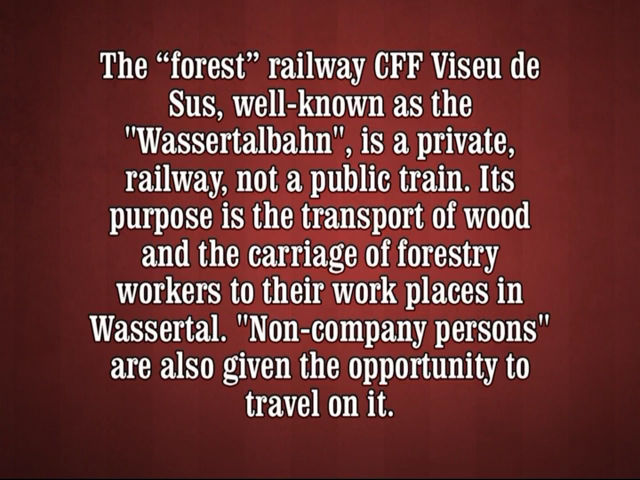 The “forest” railway CFF Viseu de
Sus, well-known as the
"Wassertalbahn", is a private,
railway, not a public train. Its
purpose is the transport of wood
and the carriage of forestry
workers to their work places in
Wassertal. "Non-company persons"
are also given the opportunity to
travel on it.